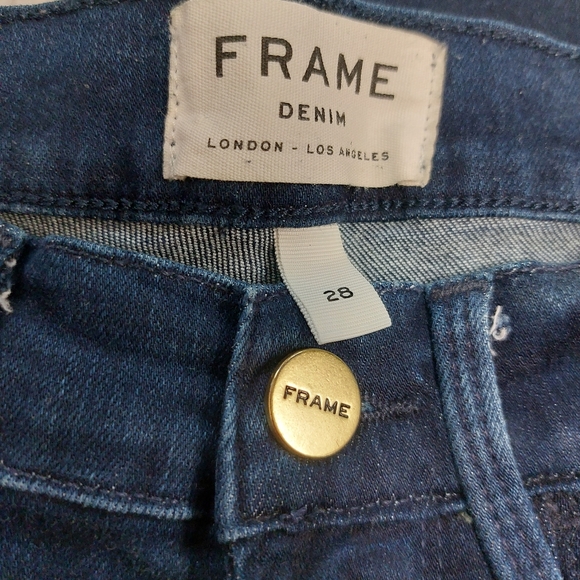 FRAME
DENIM
LONDON - LOS ANGELES
28
FRAME